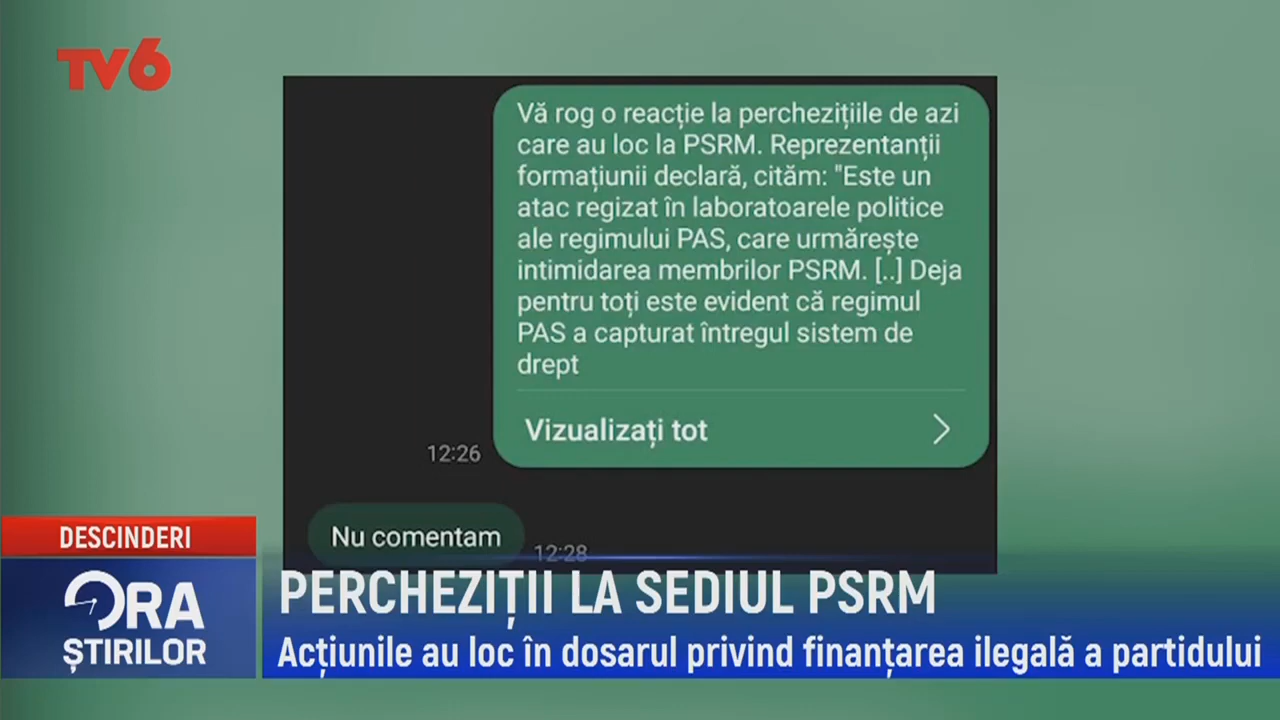 TV6
Vă rog o reacție la perchezițiile de azi
care au loc la PSRM. Reprezentanții
formațiunii declară, cităm: "Este un
atac regizat în laboratoarele politice
ale regimului PAS, care urmărește
intimidarea membrilor PSRM. [..] Deja
pentru toți este evident că regimul
PAS a capturat întregul sistem de
drept
Vizualizați tot
12:26
Nu comentam
12:28
DESCINDERI
ORA
ȘTIRILOR
PERCHEZIȚII LA SEDIUL PSRM
Acțiunile au loc în dosarul privind finanțarea ilegală a partidului